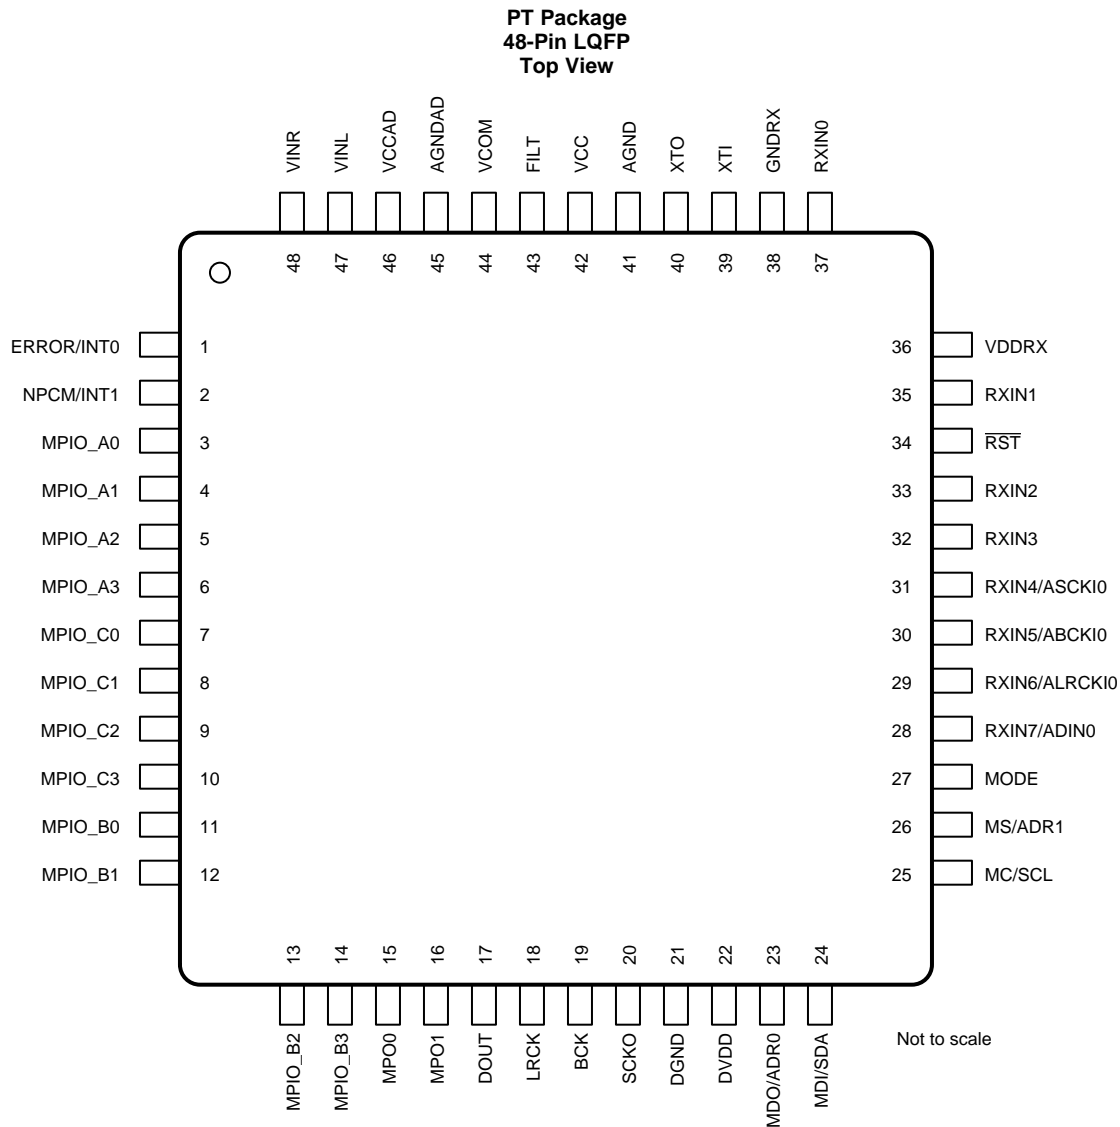 PT Package
48-Pin LQFP
Top View
VINR
VINL
VCCAD
AGNDAD
VCOM
FILT
VCC
AGND
XTO
XTI
GNDRX
RXIN0
48
47
46
45
44
43
42
41
40
39
38
37
ERROR/INT0 1
NPCM/INT1 2
MPIO_A0 3
MPIO_A1 4
MPIO_A2 5
MPIO_A3 6
MPIO_C0 7
MPIO_C1 8
MPIO_C2 9
MPIO_C3 10
MPIO_B0 11
MPIO_B1 12
36 VDDRX
35 RXIN1
34 R̅S̅T̅
33 RXIN2
32 RXIN3
31 RXIN4/ASCKI0
30 RXIN5/ABCKI0
29 RXIN6/ALRCKI0
28 RXIN7/ADIN0
27 MODE
26 MS/ADR1
25 MC/SCL
13
14
15
16
17
18
19
20
21
22
23
24
MPIO_B2
MPIO_B3
MPO0
MPO1
DOUT
LRCK
BCK
SCKO
DGND
DVDD
MDO/ADR0
MDI/SDA
Not to scale